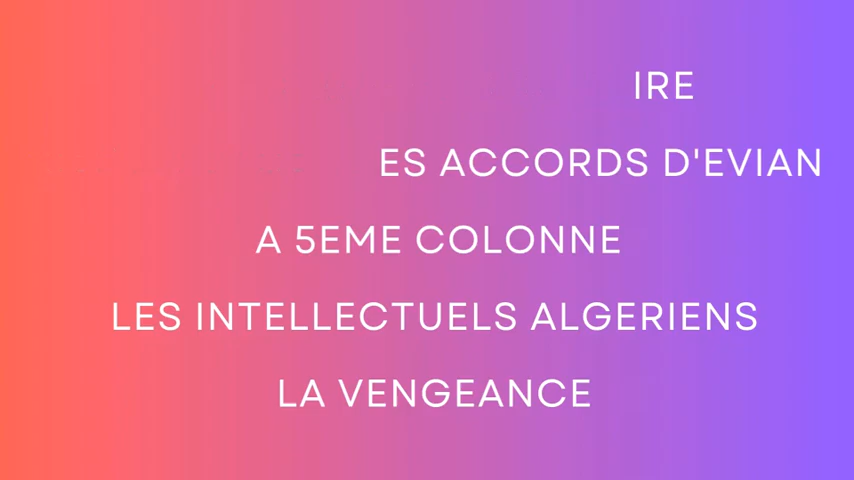 IRE
ES ACCORDS D'EVIAN
A 5EME COLONNE
LES INTELLECTUELS ALGERIENS
LA VENGEANCE